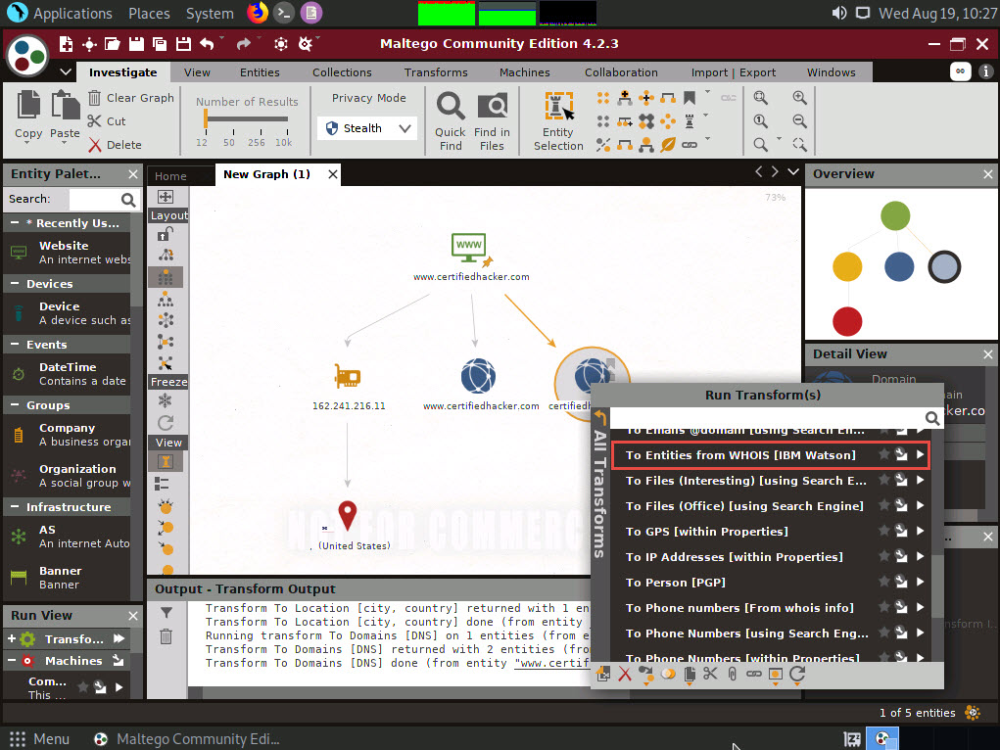 Applications Places System Wed Aug 19, 10:27
Maltego Community Edition 4.2.3
Investigate View Entities Collections Transforms Machines Collaboration Import | Export Windows
Copy
Paste
Clear Graph
Cut
Delete
Number of Results
12 50 256 10k
Privacy Mode
Stealth
Quick Find
Find in Files
Entity Selection
Entity Palet...
Search:
* Recently Us...
Website
An internet webs
Devices
Device
A device such as
Events
DateTime
Contains a date
Groups
Company
A business orga
Organization
A social group w
Infrastructure
AS
An internet Auto
Banner
Banner
Run View
Transfo...
Machines
Com...
This ...
Home New Graph (1)
Layout
Freeze
View
73%
www
www.certifiedhacker.com
162.241.216.11 www.certifiedhacker.com certifiedh
NOT FOR COMMERC
, (United States)
Output - Transform Output
Transform To Location [city, country] returned with 1 en
Transform To Location [city, country] done (from entity
Running transform To Domains [DNS] on 1 entities (from e
Transform To Domains [DNS] returned with 2 entities (fro
Transform To Domains [DNS] done (from entity "www.certif
Overview
Detail View
Domain
main
ker.co
Run Transform(s)
All Transforms
To Emails @domain [using Search En...
To Entities from WHOIS [IBM Watson]
To Files (Interesting) [using Search E...
To Files (Office) [using Search Engine]
To GPS [within Properties]
To IP Addresses [within Properties]
To Person [PGP]
To Phone numbers [From whois info]
To Phone Numbers [using Search Eng...
To Phone Numbers [within Properties]
1 of 5 entities
Menu Maltego Community Edi...